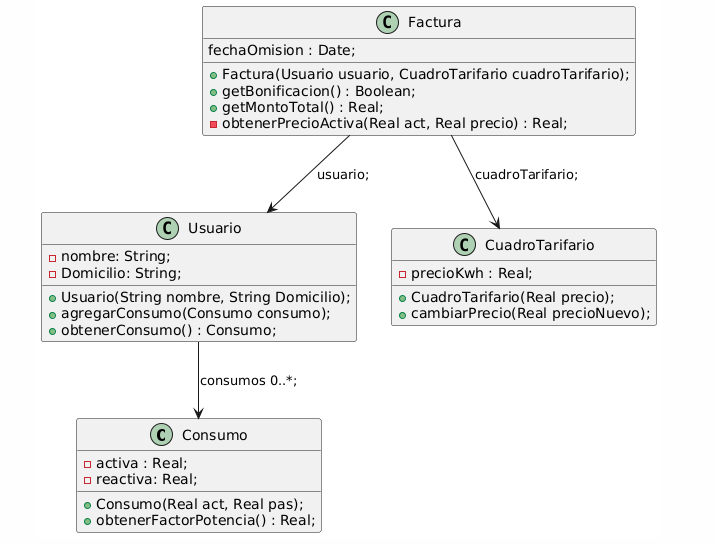 C Factura
fechaOmision : Date;
Factura(Usuario usuario, CuadroTarifario cuadroTarifario);
getBonificacion() : Boolean;
getMontoTotal() : Real;
obtenerPrecioActiva(Real act, Real precio) : Real;
usuario;
cuadroTarifario;
C Usuario
nombre: String;
Domicilio: String;
Usuario(String nombre, String Domicilio);
agregarConsumo(Consumo consumo);
obtenerConsumo() : Consumo;
C CuadroTarifario
precioKwh : Real;
CuadroTarifario(Real precio);
cambiarPrecio(Real precioNuevo);
consumos 0..*;
C Consumo
activa : Real;
reactiva: Real;
Consumo(Real act, Real pas);
obtenerFactorPotencia() : Real;